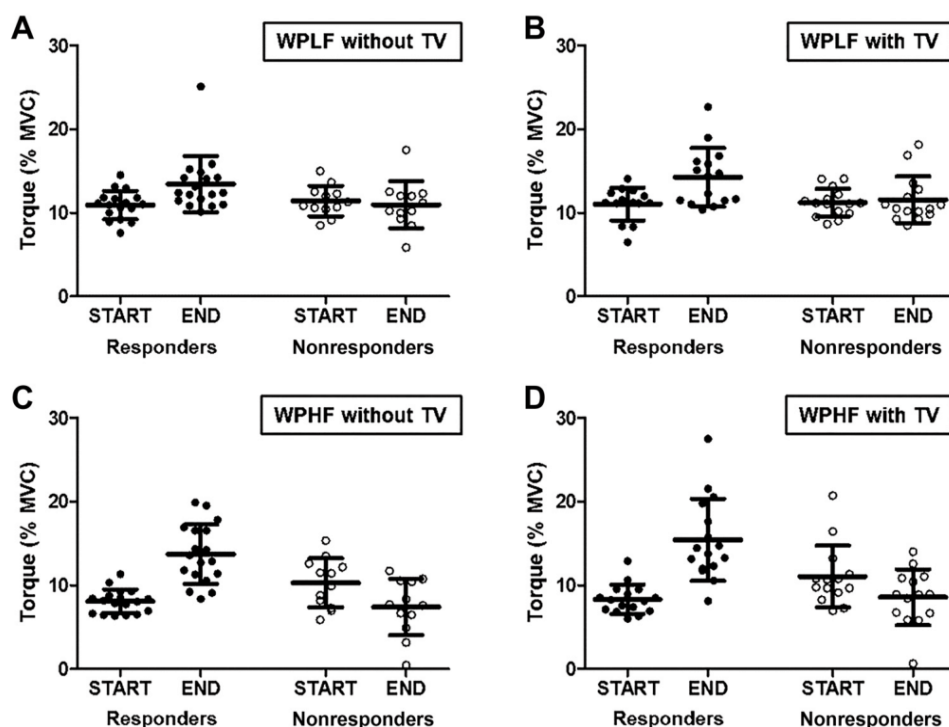 A
WPLF without TV
Torque (% MVC)
30
20
10
0
START END START END
Responders Nonresponders
B
WPLF with TV
Torque (% MVC)
30
20
10
0
START END START END
Responders Nonresponders
C
WPHF without TV
Torque (% MVC)
30
20
10
0
START END START END
Responders Nonresponders
D
WPHF with TV
Torque (% MVC)
30
20
10
0
START END START END
Responders Nonresponders